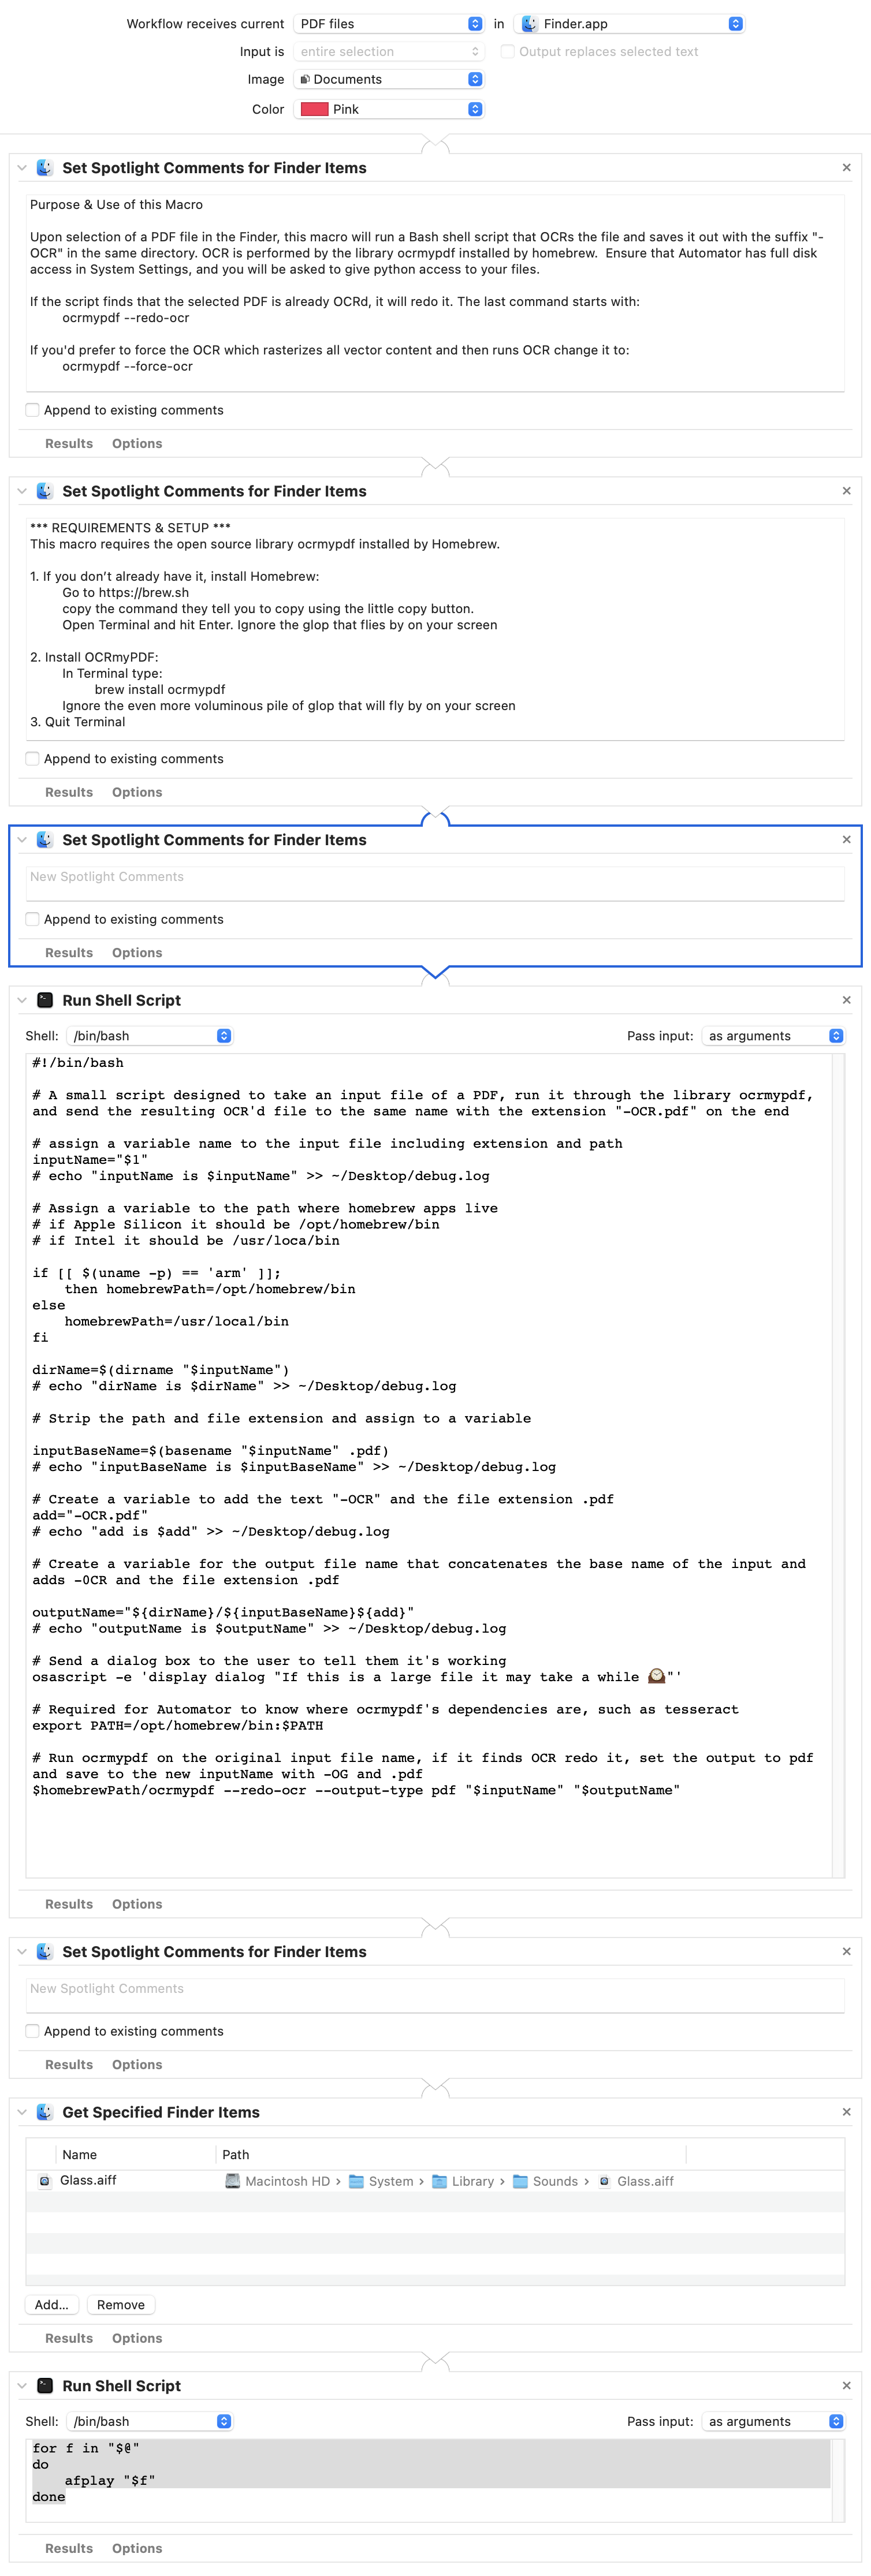 Workflow receives current PDF files in Finder.app
Input is entire selection Output replaces selected text
Image Documents
Color Pink
Set Spotlight Comments for Finder Items
Purpose & Use of this Macro
Upon selection of a PDF file in the Finder, this macro will run a Bash shell script that OCRs the file and saves it out with the suffix "-
OCR" in the same directory. OCR is performed by the library ocrmypdf installed by homebrew.  Ensure that Automator has full disk
access in System Settings, and you will be asked to give python access to your files.
If the script finds that the selected PDF is already OCRd, it will redo it. The last command starts with:
ocrmypdf --redo-ocr
If you'd prefer to force the OCR which rasterizes all vector content and then runs OCR change it to:
ocrmypdf --force-ocr
Append to existing comments
Results Options
Set Spotlight Comments for Finder Items
*** REQUIREMENTS & SETUP ***
This macro requires the open source library ocrmypdf installed by Homebrew.
1. If you don’t already have it, install Homebrew:
Go to https://brew.sh
copy the command they tell you to copy using the little copy button.
Open Terminal and hit Enter. Ignore the glop that flies by on your screen
2. Install OCRmyPDF:
In Terminal type:
brew install ocrmypdf
Ignore the even more voluminous pile of glop that will fly by on your screen
3. Quit Terminal
Append to existing comments
Results Options
Set Spotlight Comments for Finder Items
New Spotlight Comments
Append to existing comments
Results Options
Run Shell Script
Shell: /bin/bash Pass input: as arguments
#!/bin/bash
# A small script designed to take an input file of a PDF, run it through the library ocrmypdf,
and send the resulting OCR'd file to the same name with the extension "-OCR.pdf" on the end
# assign a variable name to the input file including extension and path
inputName="$1"
# echo "inputName is $inputName" >> ~/Desktop/debug.log
# Assign a variable to the path where homebrew apps live
# if Apple Silicon it should be /opt/homebrew/bin
# if Intel it should be /usr/loca/bin
if [[ $(uname -p) == 'arm' ]];
then homebrewPath=/opt/homebrew/bin
else
homebrewPath=/usr/local/bin
fi
dirName=$(dirname "$inputName")
# echo "dirName is $dirName" >> ~/Desktop/debug.log
# Strip the path and file extension and assign to a variable
inputBaseName=$(basename "$inputName" .pdf)
# echo "inputBaseName is $inputBaseName" >> ~/Desktop/debug.log
# Create a variable to add the text "-OCR" and the file extension .pdf
add="-OCR.pdf"
# echo "add is $add" >> ~/Desktop/debug.log
# Create a variable for the output file name that concatenates the base name of the input and
adds -0CR and the file extension .pdf
outputName="${dirName}/${inputBaseName}${add}"
# echo "outputName is $outputName" >> ~/Desktop/debug.log
# Send a dialog box to the user to tell them it's working
osascript -e 'display dialog "If this is a large file it may take a while 🕰️"'
# Required for Automator to know where ocrmypdf's dependencies are, such as tesseract
export PATH=/opt/homebrew/bin:$PATH
# Run ocrmypdf on the original input file name, if it finds OCR redo it, set the output to pdf
and save to the new inputName with -OG and .pdf
$homebrewPath/ocrmypdf --redo-ocr --output-type pdf "$inputName" "$outputName"
Results Options
Set Spotlight Comments for Finder Items
New Spotlight Comments
Append to existing comments
Results Options
Get Specified Finder Items
Name Path
Glass.aiff Macintosh HD › System › Library › Sounds › Glass.aiff
Add... Remove
Results Options
Run Shell Script
Shell: /bin/bash Pass input: as arguments
for f in "$@"
do
afplay "$f"
done
Results Options